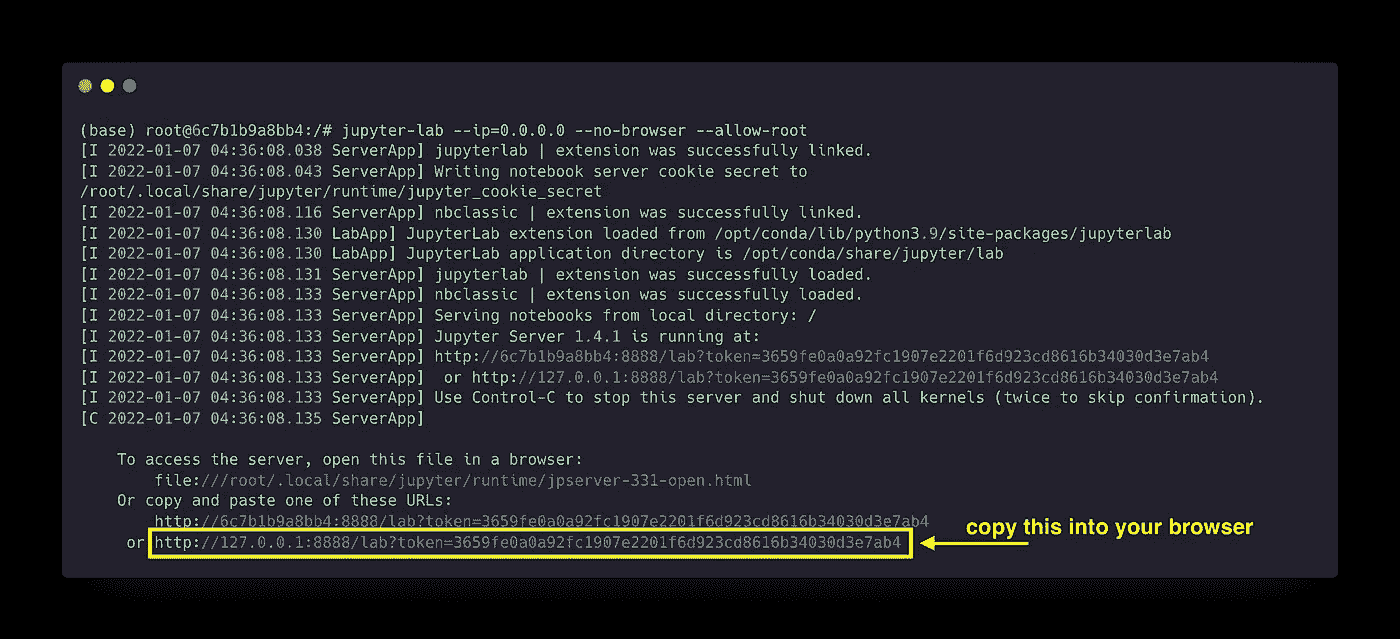 (base) root@6c7b1b9a8bb4:/# jupyter-lab --ip=0.0.0.0 --no-browser --allow-root
[I 2022-01-07 04:36:08.038 ServerApp] jupyterlab | extension was successfully linked.
[I 2022-01-07 04:36:08.043 ServerApp] Writing notebook server cookie secret to
/root/.local/share/jupyter/runtime/jupyter_cookie_secret
[I 2022-01-07 04:36:08.116 ServerApp] nbclassic | extension was successfully linked.
[I 2022-01-07 04:36:08.130 LabApp] JupyterLab extension loaded from /opt/conda/lib/python3.9/site-packages/jupyterlab
[I 2022-01-07 04:36:08.130 LabApp] JupyterLab application directory is /opt/conda/share/jupyter/lab
[I 2022-01-07 04:36:08.131 ServerApp] jupyterlab | extension was successfully loaded.
[I 2022-01-07 04:36:08.133 ServerApp] nbclassic | extension was successfully loaded.
[I 2022-01-07 04:36:08.133 ServerApp] Serving notebooks from local directory: /
[I 2022-01-07 04:36:08.133 ServerApp] Jupyter Server 1.4.1 is running at:
[I 2022-01-07 04:36:08.133 ServerApp] http://6c7b1b9a8bb4:8888/lab?token=3659fe0a0a92fc1907e2201f6d923cd8616b34030d3e7ab4
[I 2022-01-07 04:36:08.133 ServerApp]  or http://127.0.0.1:8888/lab?token=3659fe0a0a92fc1907e2201f6d923cd8616b34030d3e7ab4
[I 2022-01-07 04:36:08.133 ServerApp] Use Control-C to stop this server and shut down all kernels (twice to skip confirmation).
[C 2022-01-07 04:36:08.135 ServerApp]
To access the server, open this file in a browser:
file:///root/.local/share/jupyter/runtime/jpserver-331-open.html
Or copy and paste one of these URLs:
http://6c7b1b9a8bb4:8888/lab?token=3659fe0a0a92fc1907e2201f6d923cd8616b34030d3e7ab4
or http://127.0.0.1:8888/lab?token=3659fe0a0a92fc1907e2201f6d923cd8616b34030d3e7ab4
copy this into your browser